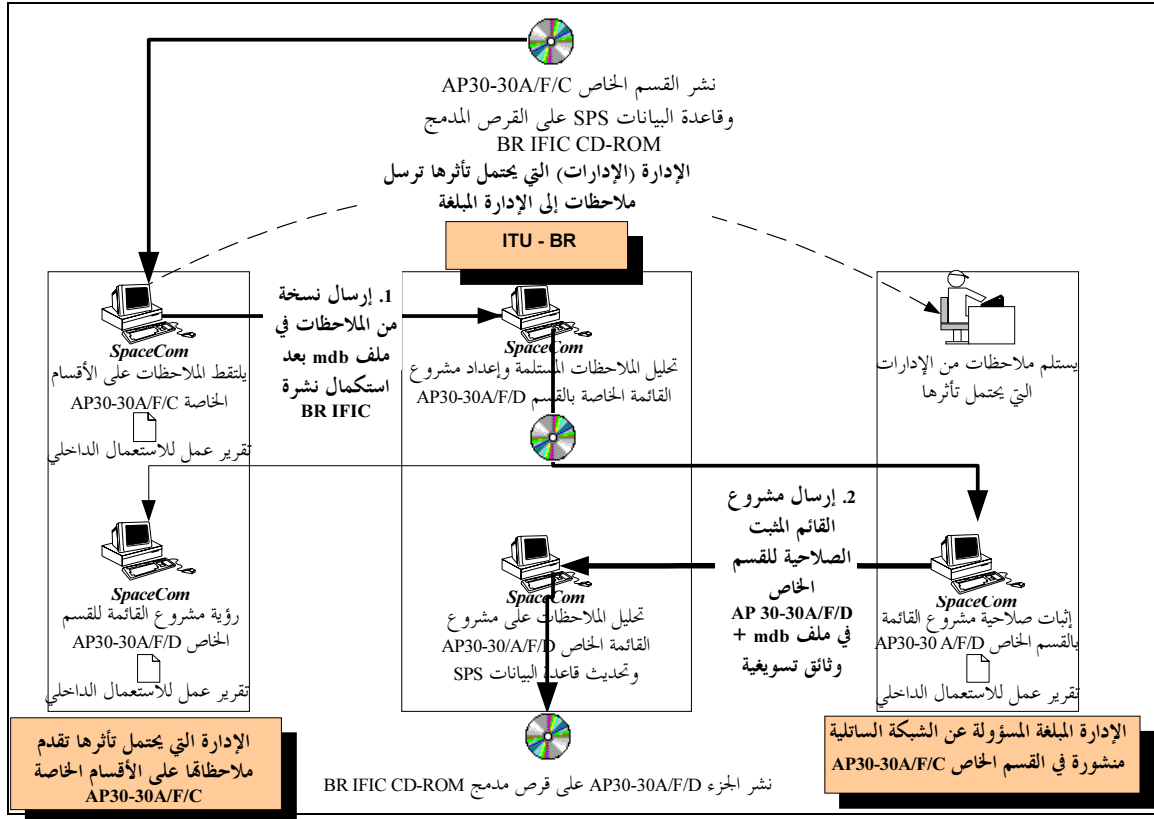 نشر القسم الخاص AP30-30A/F/C
وقاعدة البيانات SPS على القرص المدمج
BR IFIC CD-ROM
الإدارة (الإدارات) التي يحتمل تأثرها ترسل
ملاحظات إلى الإدارة المبلغة
ITU - BR
SpaceCom
يلتقط الملاحظات على الأقسام
الخاصة AP30-30A/F/C
تقرير عمل للاستعمال الداخلي
1. إرسال نسخة
من الملاحظات في
ملف mdb بعد
استكمال نشرة
BR IFIC
SpaceCom
تحليل الملاحظات المستلمة وإعداد مشروع
القائمة الخاصة بالقسم AP30-30A/F/D
يستلم ملاحظات من الإدارات
التي يحتمل تأثرها
2. إرسال مشروع
القائم المثبت
الصلاحية للقسم
الخاص
AP 30-30A/F/D
في ملف mdb +
وثائق تسويغية
SpaceCom
إثبات صلاحية مشروع القائمة
بالقسم الخاص AP30-30 A/F/D
تقرير عمل للاستعمال الداخلي
SpaceCom
تحليل الملاحظات على مشروع
القائمة الخاص AP30-30/A/F/D
وتحديث قاعدة البيانات SPS
SpaceCom
رؤية مشروع القائمة للقسم
الخاص AP30-30A/F/D
تقرير عمل للاستعمال الداخلي
الإدارة المبلغة المسؤولة عن الشبكة الساتلية
منشورة في القسم الخاص AP30-30A/F/C
نشر الجزء AP30-30A/F/D على قرص مدمج BR IFIC CD-ROM
الإدارة التي يحتمل تأثرها تقدم
ملاحظاتها على الأقسام الخاصة
AP30-30A/F/C